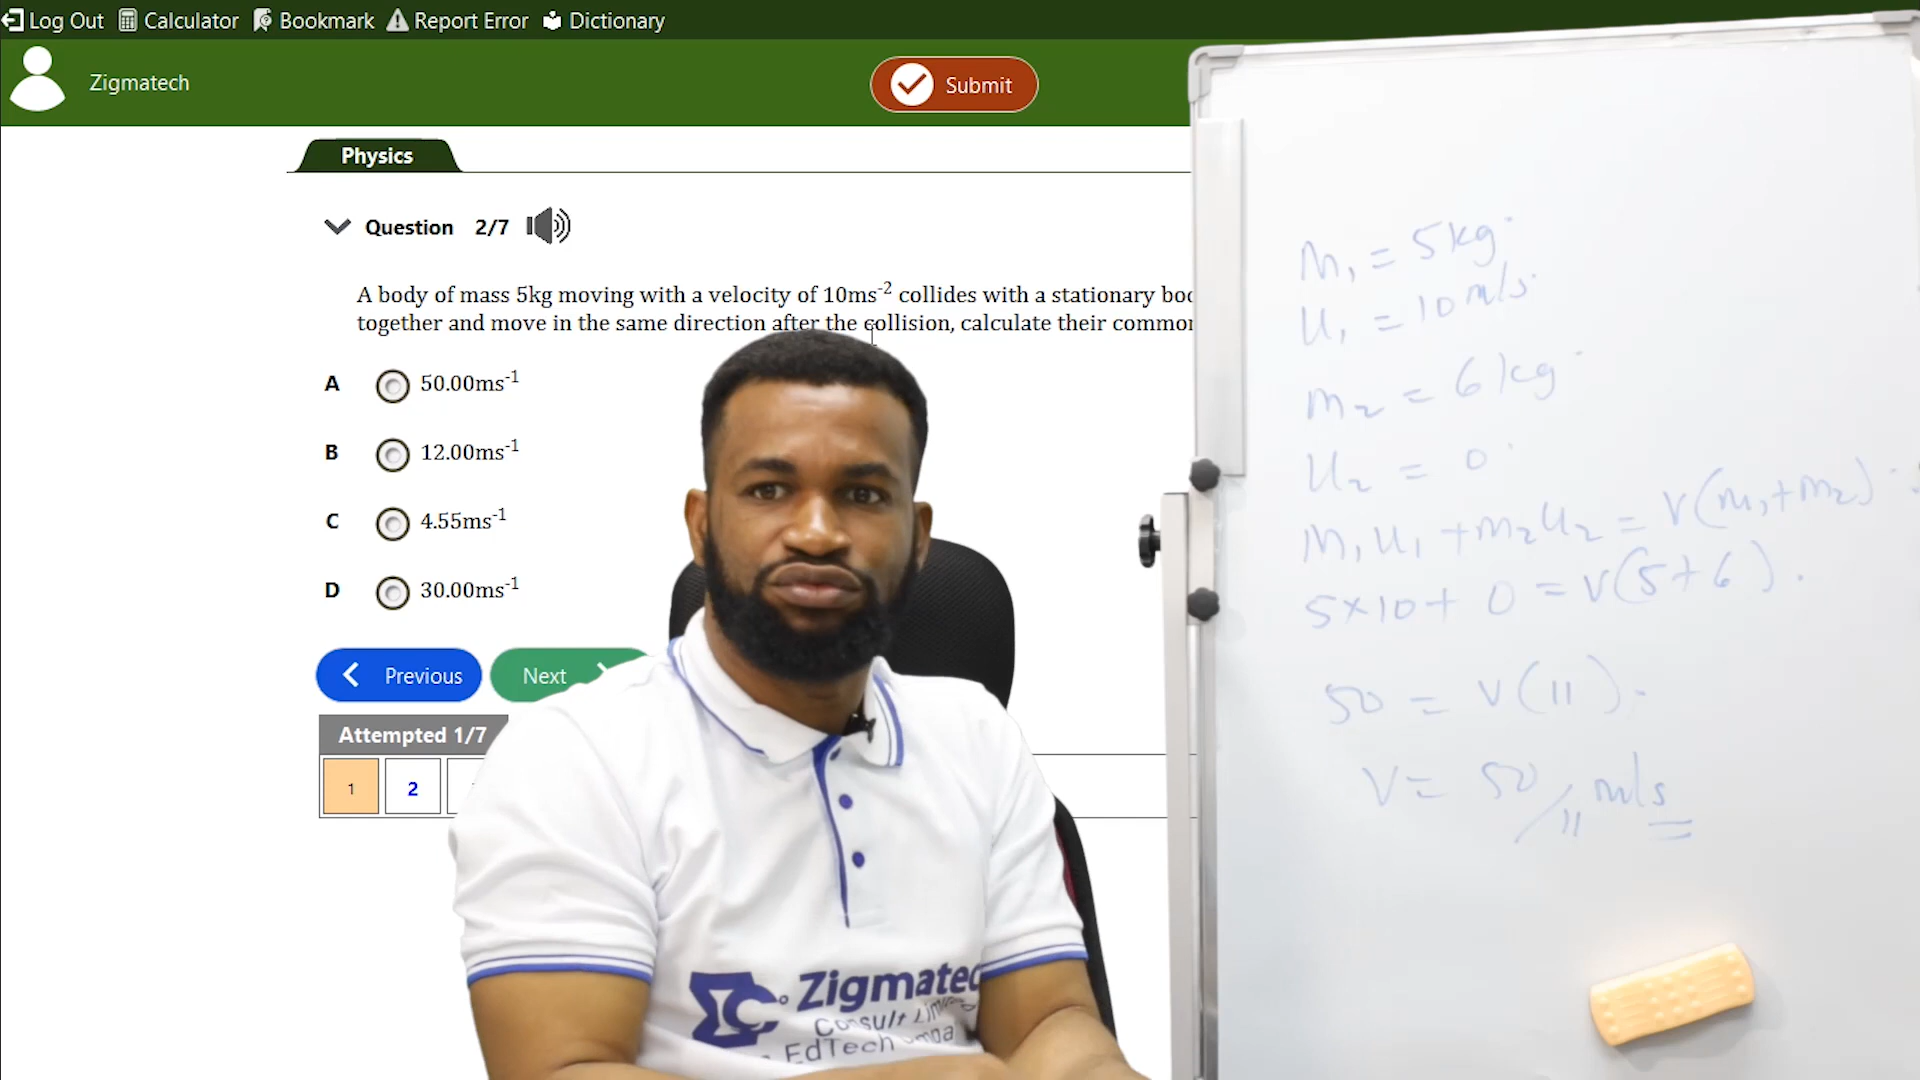 Log Out Calculator Bookmark Report Error Dictionary
Zigmatech
Submit
Physics
Question 2/7
A body of mass 5kg moving with a velocity of 10ms⁻² collides with a stationary
together and move in the same direction after the collision, calculate their
A 50.00ms⁻¹
B 12.00ms⁻¹
C 4.55ms⁻¹
D 30.00ms⁻¹
Previous Next
Attempted 1/7
1 2
M₁ = 5kg
U₁ = 10 m/s
m₂ = 6kg
U₂ = 0
M₁U₁ + m₂U₂ = V(m₁+m₂)
5×10 + 0 = V(5+6)
50 = V(11)
V = 50/11 m/s
Zigmatec
Consult
EdTech